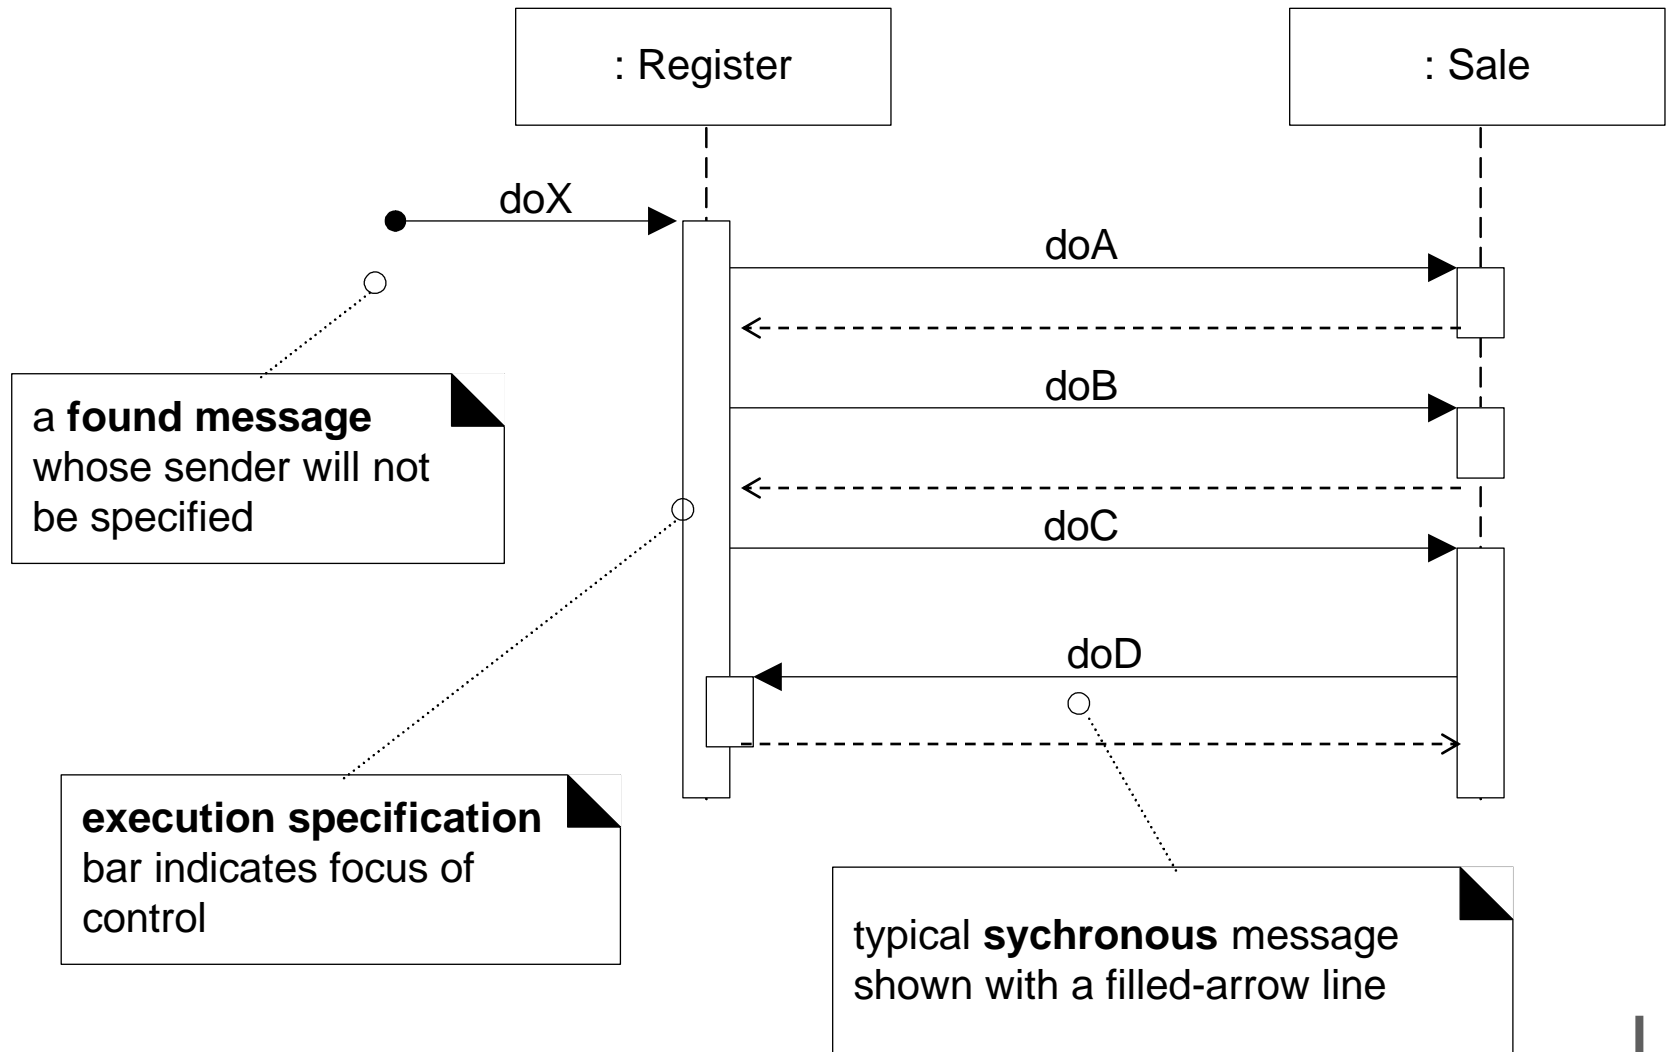 : Register
: Sale
doX
doA
doB
a found message
whose sender will not
be specified
doC
doD
execution specification
bar indicates focus of
control
typical sychronous message
shown with a filled-arrow line